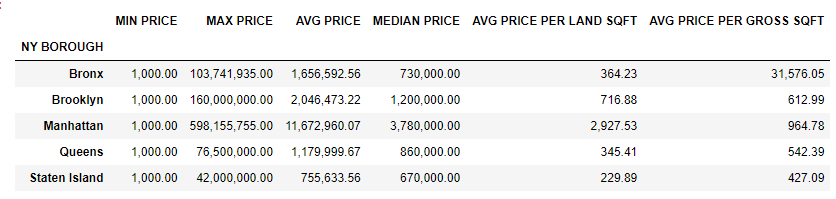 MIN PRICE MAX PRICE AVG PRICE MEDIAN PRICE AVG PRICE PER LAND SQFT AVG PRICE PER GROSS SQFT
NY BOROUGH
Bronx 1,000.00 103,741,935.00 1,656,592.56 730,000.00 364.23 31,576.05
Brooklyn 1,000.00 160,000,000.00 2,046,473.22 1,200,000.00 716.88 612.99
Manhattan 1,000.00 598,155,755.00 11,672,960.07 3,780,000.00 2,927.53 964.78
Queens 1,000.00 76,500,000.00 1,179,999.67 860,000.00 345.41 542.39
Staten Island 1,000.00 42,000,000.00 755,633.56 670,000.00 229.89 427.09